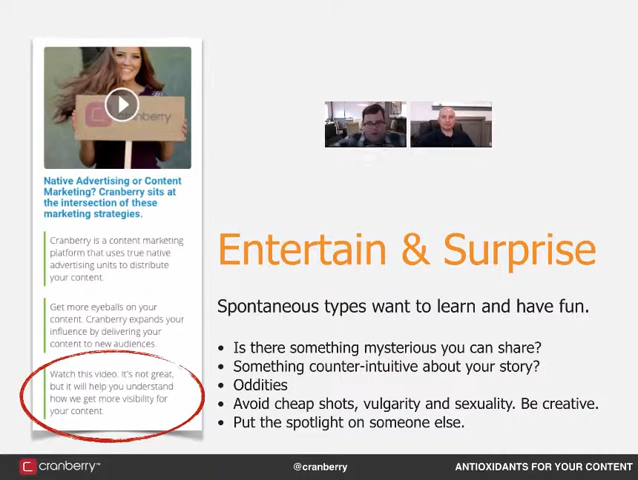 cranberry
Native Advertising or Content
Marketing? Cranberry sits at
the intersection of these
marketing strategies.
Cranberry is a content marketing
platform that uses true native
advertising units to distribute
your content.
Get more eyeballs on your
content. Cranberry expands your
influence by delivering your
content to new audiences.
Watch this video. It's not great,
but it will help you understand
how we get more visibility for
your content.
Entertain & Surprise
Spontaneous types want to learn and have fun.
• Is there something mysterious you can share?
• Something counter-intuitive about your story?
• Oddities
• Avoid cheap shots, vulgarity and sexuality. Be creative.
• Put the spotlight on someone else.
cranberry™
@cranberry
ANTIOXIDANTS FOR YOUR CONTENT